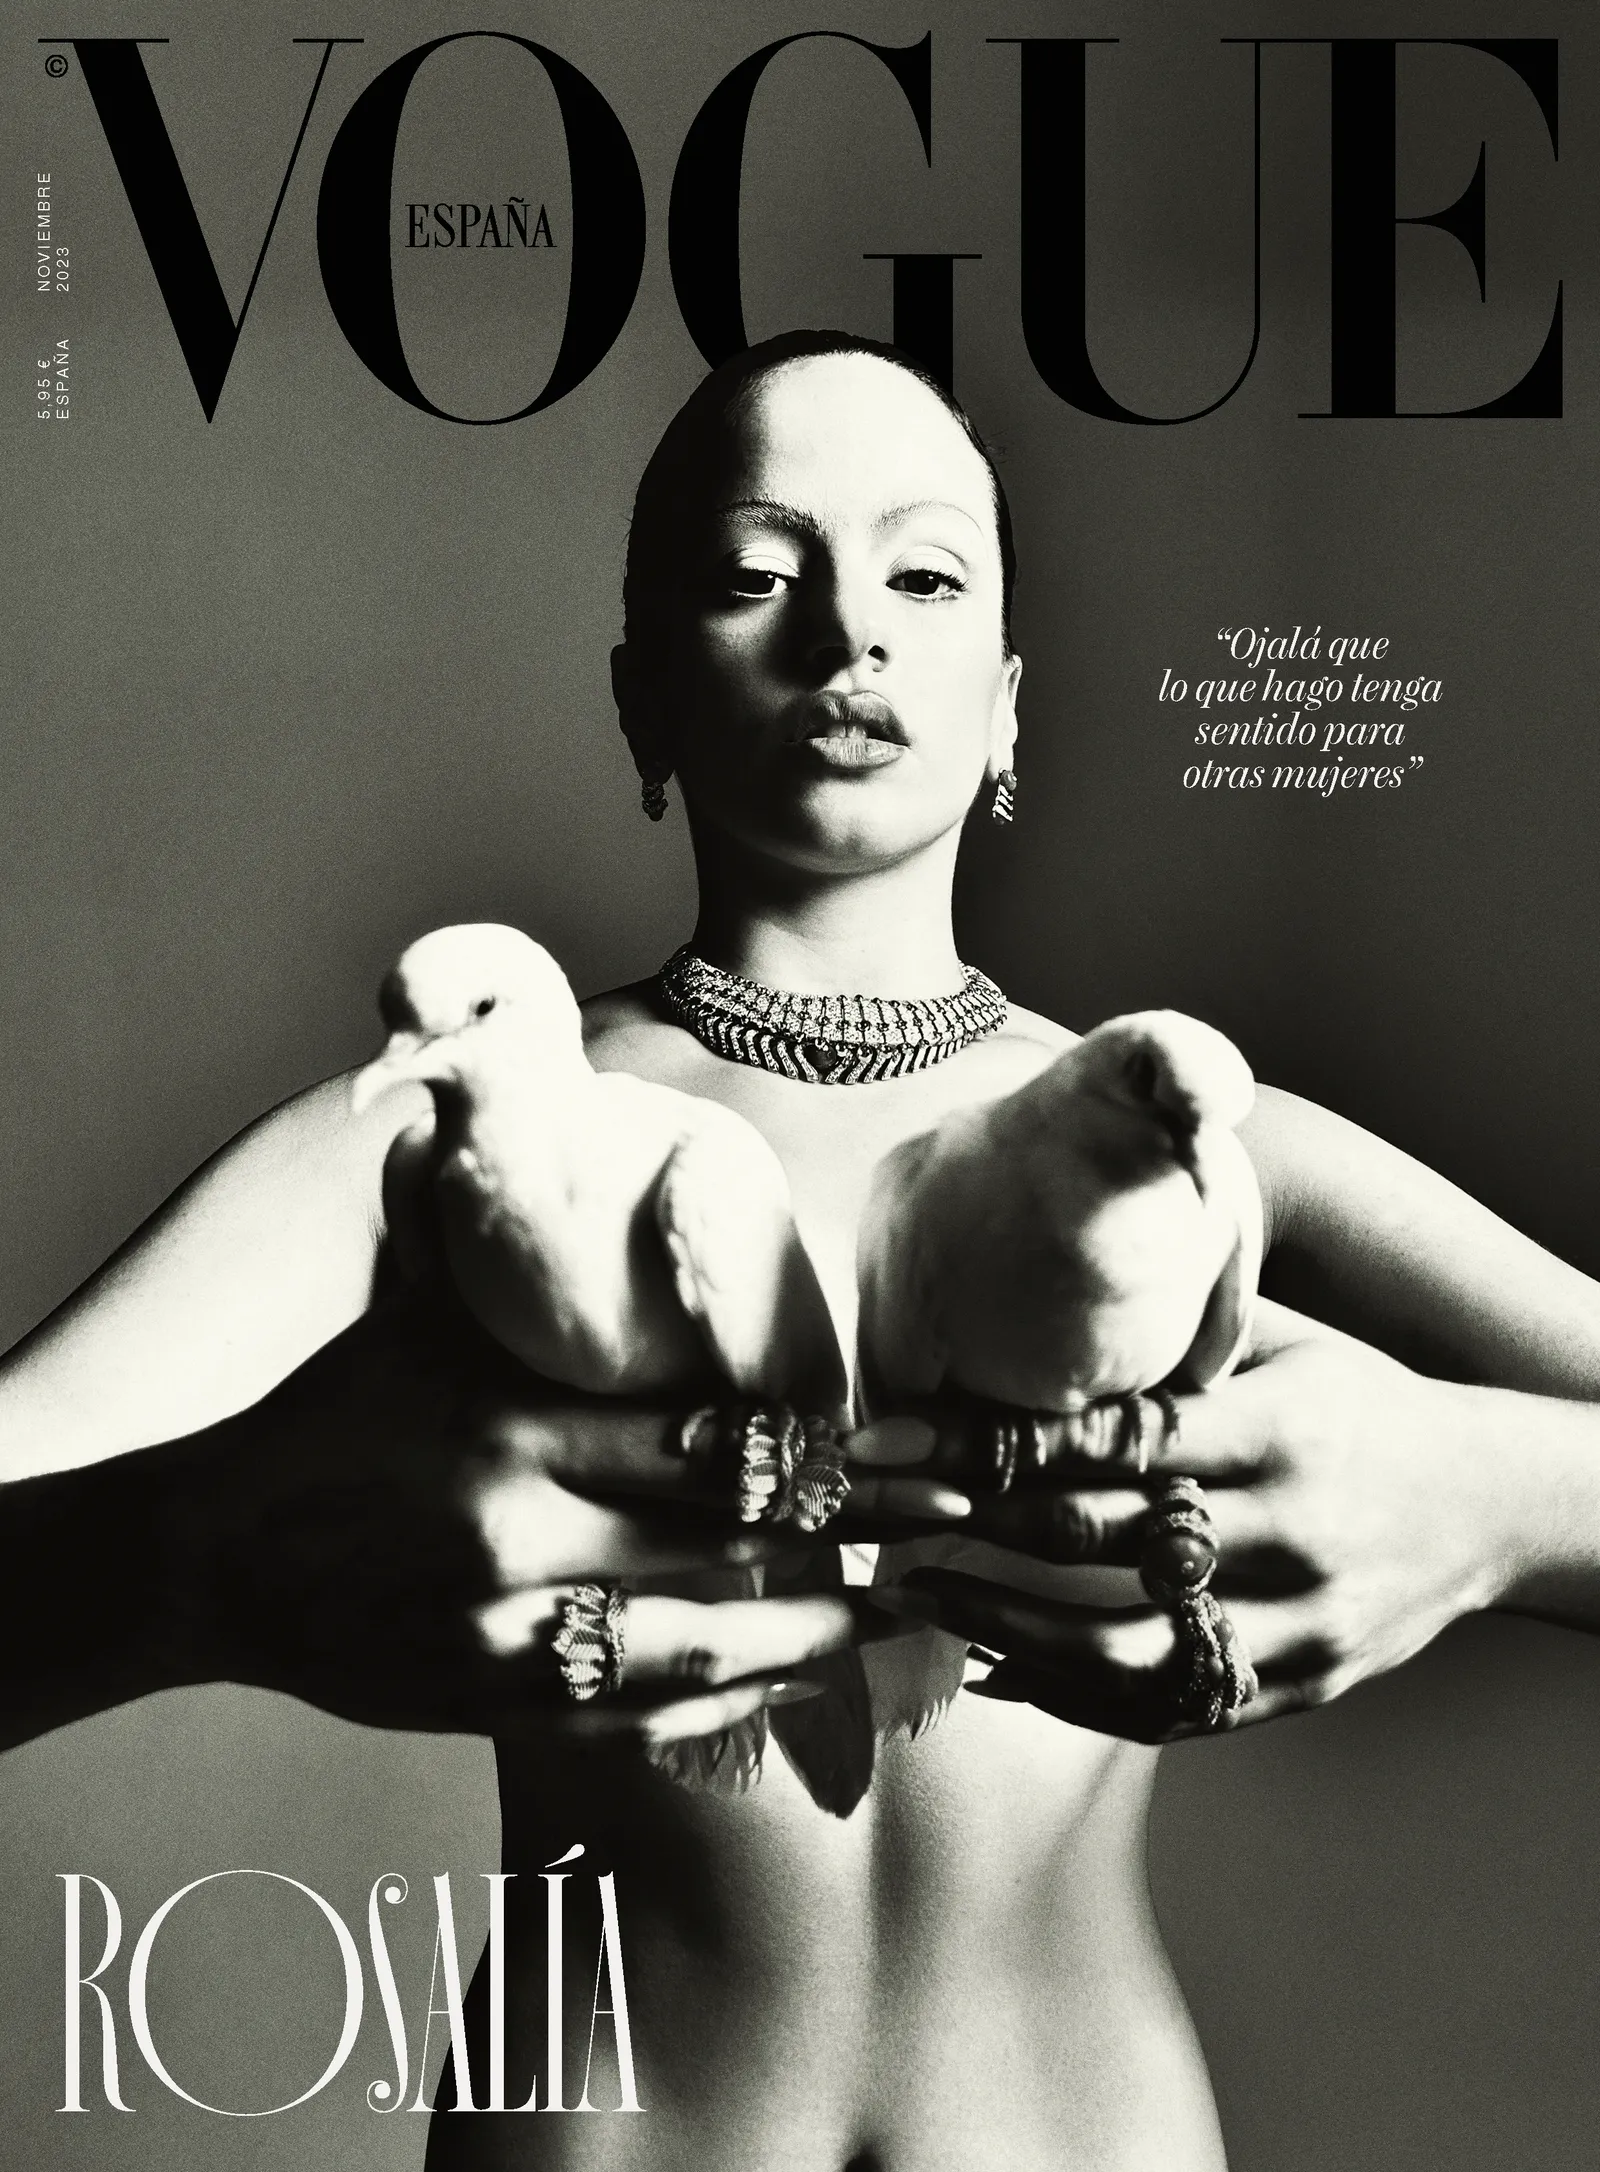 ©
VOGUE
ESPAÑA
NOVIEMBRE
2023
5,95 €
ESPAÑA
“Ojalá que
lo que hago tenga
sentido para
otras mujeres”
ROSALÍA